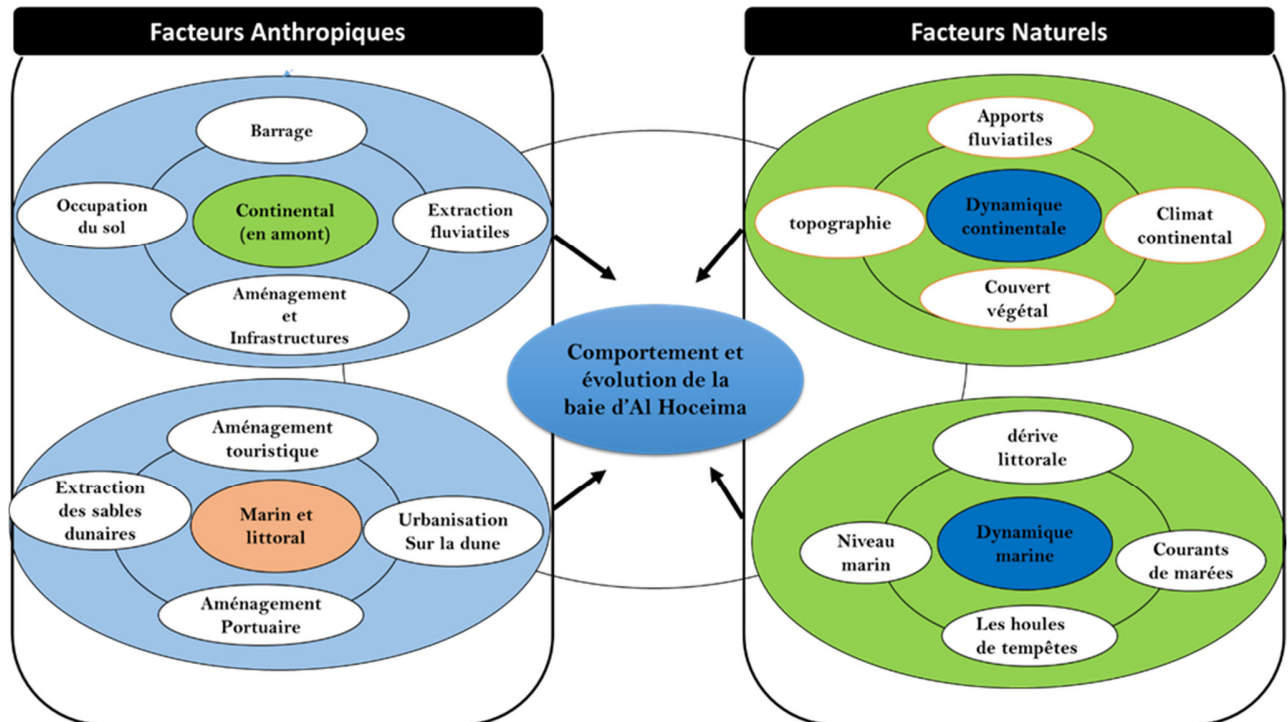 Facteurs Anthropiques
Barrage
Occupation
du sol
Continental
(en amont)
Extraction
fluviatiles
Aménagement
et
Infrastructures
Aménagement
touristique
Extraction
des sables
dunaires
Marin et
littoral
Urbanisation
Sur la dune
Aménagement
Portuaire
Comportement et
évolution de la
baie d'Al Hoceima
Facteurs Naturels
Apports
fluviatiles
topographie
Dynamique
continentale
Climat
continental
Couvert
végétal
dérive
littorale
Niveau
marin
Dynamique
marine
Courants
de marées
Les houles
de tempêtes